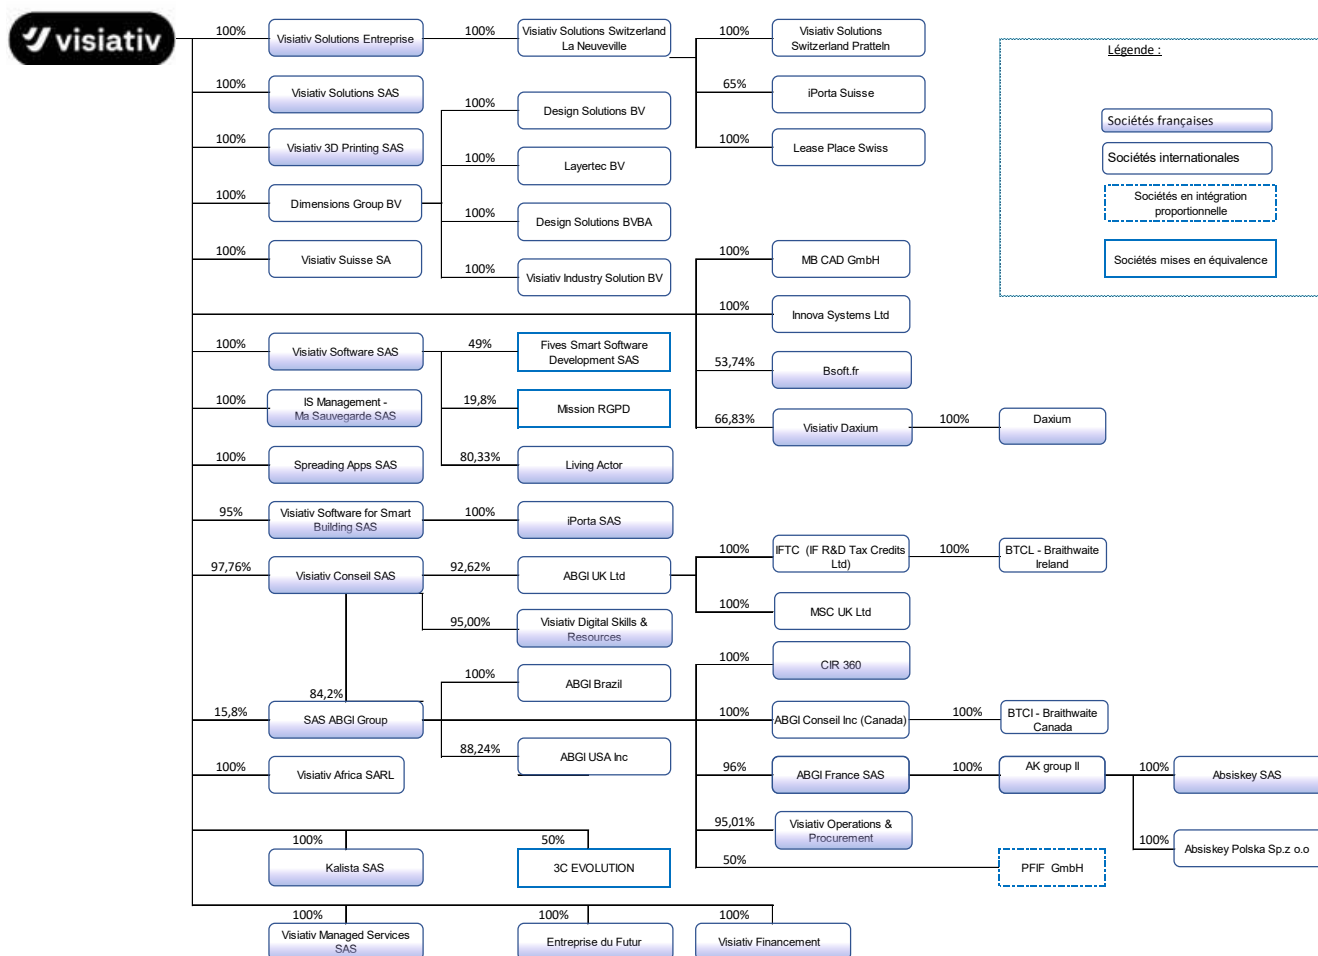 visiativ
100%
Visiativ Solutions Entreprise
100%
Visiativ Solutions Switzerland
La Neuveville
100%
Visiativ Solutions
Switzerland Pratteln
Légende :
100%
Visiativ Solutions SAS
65%
iPorta Suisse
100%
Design Solutions BV
Sociétés françaises
100%
Visiativ 3D Printing SAS
100%
Lease Place Swiss
100%
Layertec BV
Sociétés internationales
100%
Dimensions Group BV
100%
Design Solutions BVBA
Sociétés en intégration
proportionnelle
100%
Visiativ Suisse SA
100%
Visiativ Industry Solution BV
100%
MB CAD GmbH
Sociétés mises en équivalence
100%
Innova Systems Ltd
100%
Visiativ Software SAS
49%
Fives Smart Software
Development SAS
53,74%
Bsoft.fr
100%
IS Management -
Ma Sauvegarde SAS
19,8%
Mission RGPD
66,83%
Visiativ Daxium
100%
Daxium
100%
Spreading Apps SAS
80,33%
Living Actor
95%
Visiativ Software for Smart
Building SAS
100%
iPorta SAS
97,76%
Visiativ Conseil SAS
92,62%
ABGI UK Ltd
100%
IFTC (IF R&D Tax Credits
Ltd)
100%
BTCL - Braithwaite
Ireland
100%
MSC UK Ltd
95,00%
Visiativ Digital Skills &
Resources
100%
CIR 360
84,2%
100%
ABGI Brazil
15,8%
SAS ABGI Group
100%
ABGI Conseil Inc (Canada)
100%
BTCI - Braithwaite
Canada
88,24%
ABGI USA Inc
100%
Visiativ Africa SARL
96%
ABGI France SAS
100%
AK group II
100%
Absiskey SAS
95,01%
Visiativ Operations &
Procurement
100%
Absiskey Polska Sp.z o.o
100%
Kalista SAS
50%
3C EVOLUTION
50%
PFIF GmbH
100%
Visiativ Managed Services
SAS
100%
Entreprise du Futur
100%
Visiativ Financement